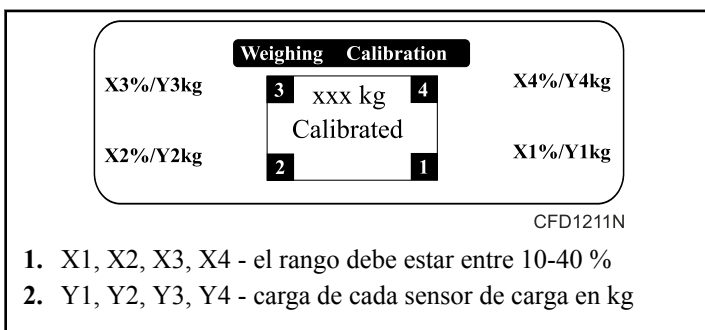 Weighing Calibration
X3%/Y3kg 3 xxx kg 4 X4%/Y4kg
Calibrated
X2%/Y2kg 2 1 X1%/Y1kg
CFD1211N
1. X1, X2, X3, X4 - el rango debe estar entre 10-40 %
2. Y1, Y2, Y3, Y4 - carga de cada sensor de carga en kg